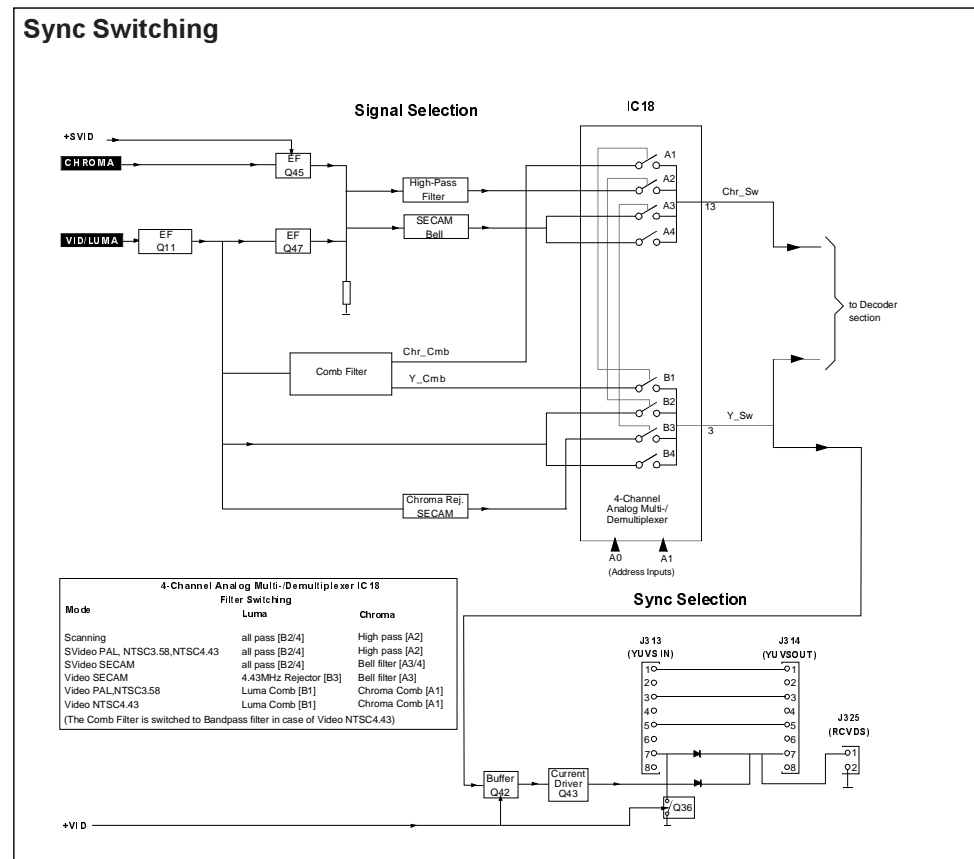 Sync Switching
Signal Selection
IC18
+SVID
CHROMA
EF
Q45
High-Pass
Filter
SECAM
Bell
VID/LUMA
EF
Q11
EF
Q47
A1
A2
A3
A4
Chr_Sw
13
to Decoder
section
Chr_Cmb
Comb Filter
Y_Cmb
B1
B2
B3
B4
Y_Sw
3
Chroma Rej.
SECAM
4-Channel
Analog Multi-/
Demultiplexer
A0 A1
(Address Inputs)
4-Channel Analog Multi-/Demultiplexer IC18
Filter Switching
Mode Luma Chroma
Scanning all pass [B2/4] High pass [A2]
SVideo PAL, NTSC3.58,NTSC4.43 all pass [B2/4] High pass [A2]
SVideo SECAM all pass [B2/4] Bell filter [A3/4]
Video SECAM 4.43MHz Rejector [B3] Bell filter [A3]
Video PAL,NTSC3.58 Luma Comb [B1] Chroma Comb [A1]
Video NTSC4.43 Luma Comb [B1] Chroma Comb [A1]
(The Comb Filter is switched to Bandpass filter in case of Video NTSC4.43)
Sync Selection
J313
(YUVSIN)
J314
(YUVSOUT)
1 1
2 2
3 3
4 4
5 5
6 6
7 7
8 8
J325
(RCVDS)
1
2
Buffer
Q42
Current
Driver
Q43
Q36
+VID